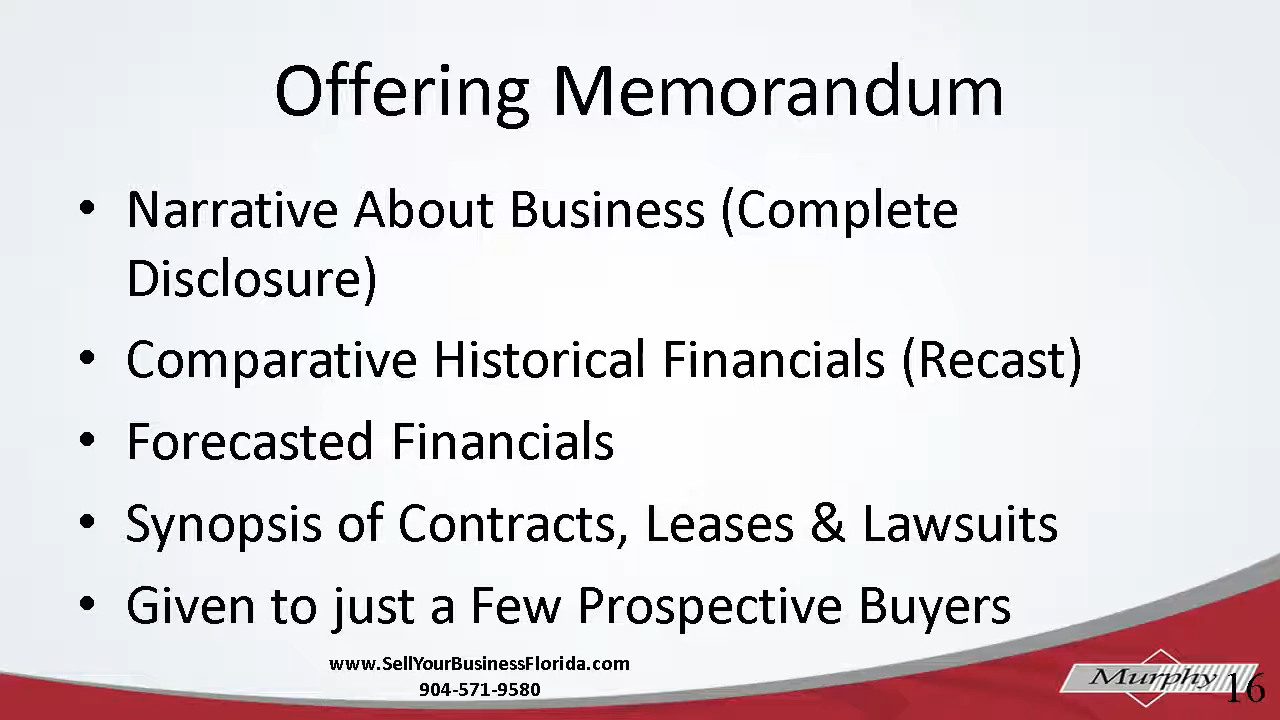 Offering Memorandum
• Narrative About Business (Complete
Disclosure)
• Comparative Historical Financials (Recast)
• Forecasted Financials
• Synopsis of Contracts, Leases & Lawsuits
• Given to just a Few Prospective Buyers
www.SellYourBusinessFlorida.com
904-571-9580
Murphy
16